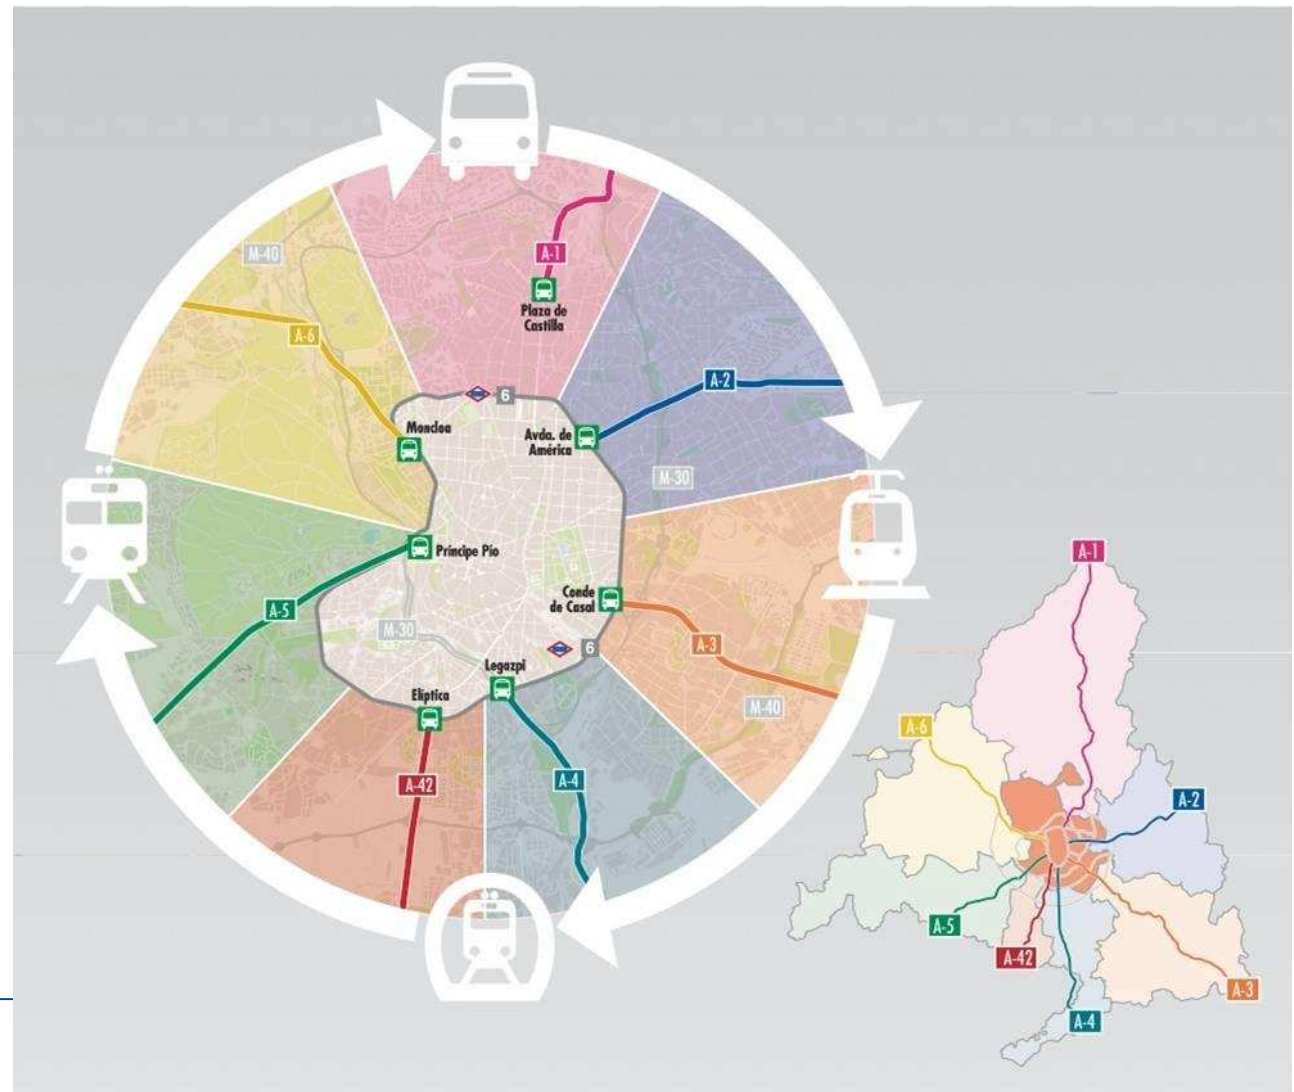 M-40
A-1
Plaza de
Castilla
A-6
A-2
6
Moncloa
Avda. de
América
M-30
Príncipe Pío
A-5
Conde
de Casal
M-30
6
A-3
Legazpi
Elíptica
M-40
A-42
A-4
A-1
A-6
A-2
A-5
A-42
A-3
A-4